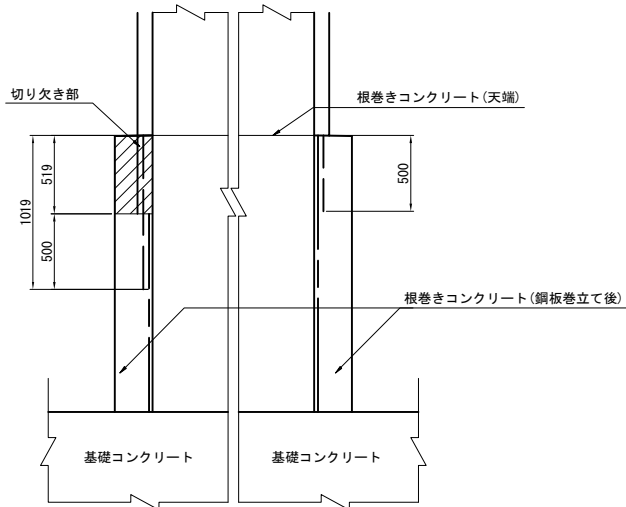 切り欠き部
根巻きコンクリート(天端)
519
1019
500
500
根巻きコンクリート(鋼板巻立て後)
基礎コンクリート
基礎コンクリート